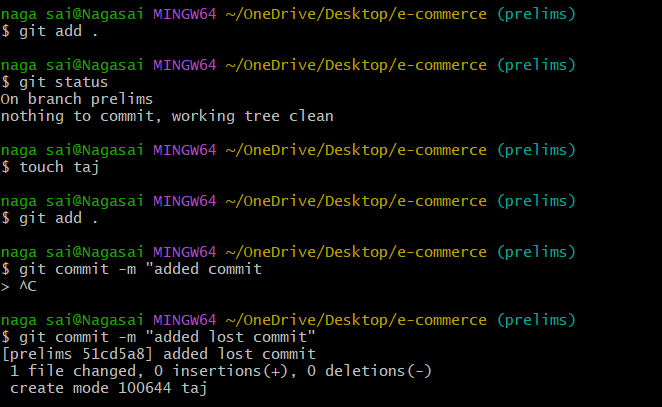 naga sai@Nagasai MINGW64 ~/OneDrive/Desktop/e-commerce (prelims)
$ git add .
naga sai@Nagasai MINGW64 ~/OneDrive/Desktop/e-commerce (prelims)
$ git status
On branch prelims
nothing to commit, working tree clean
naga sai@Nagasai MINGW64 ~/OneDrive/Desktop/e-commerce (prelims)
$ touch taj
naga sai@Nagasai MINGW64 ~/OneDrive/Desktop/e-commerce (prelims)
$ git add .
naga sai@Nagasai MINGW64 ~/OneDrive/Desktop/e-commerce (prelims)
$ git commit -m "added commit
> ^C
naga sai@Nagasai MINGW64 ~/OneDrive/Desktop/e-commerce (prelims)
$ git commit -m "added lost commit"
[prelims 51cd5a8] added lost commit
 1 file changed, 0 insertions(+), 0 deletions(-)
 create mode 100644 taj